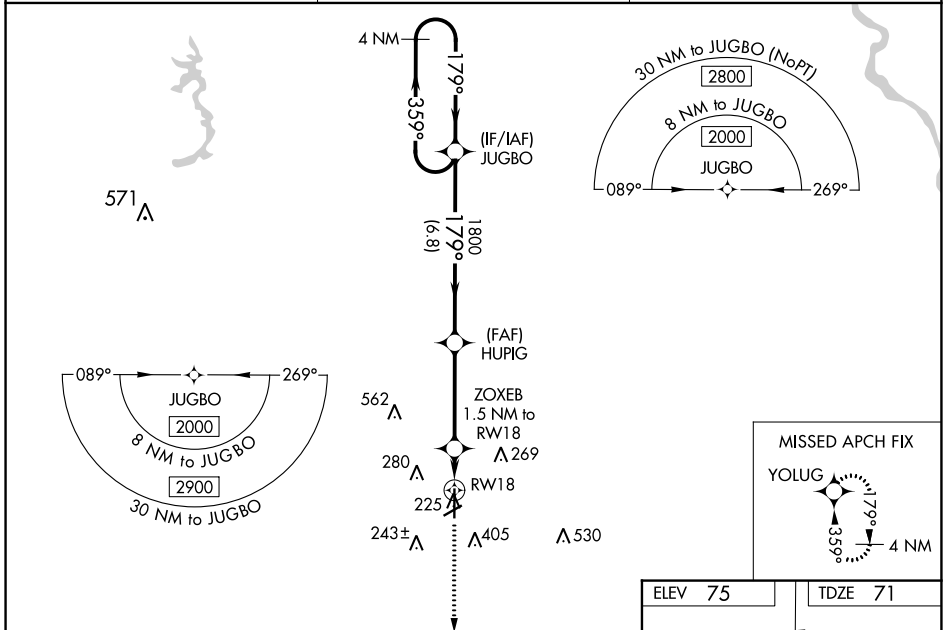 4 NM
179°
359°
(IF/IAF)
JUGBO
30 NM to JUGBO (NoPT)
2800
8 NM to JUGBO
2000
JUGBO
089°
269°
571
1800
179°
(6.8)
(FAF)
HUPIG
089°
269°
JUGBO
2000
8 NM to JUGBO
2900
30 NM to JUGBO
562
ZOXEB
1.5 NM to
RW18
269
280
RW18
225
243±
405
530
MISSED APCH FIX
YOLUG
179°
359°
4 NM
ELEV 75
TDZE 71